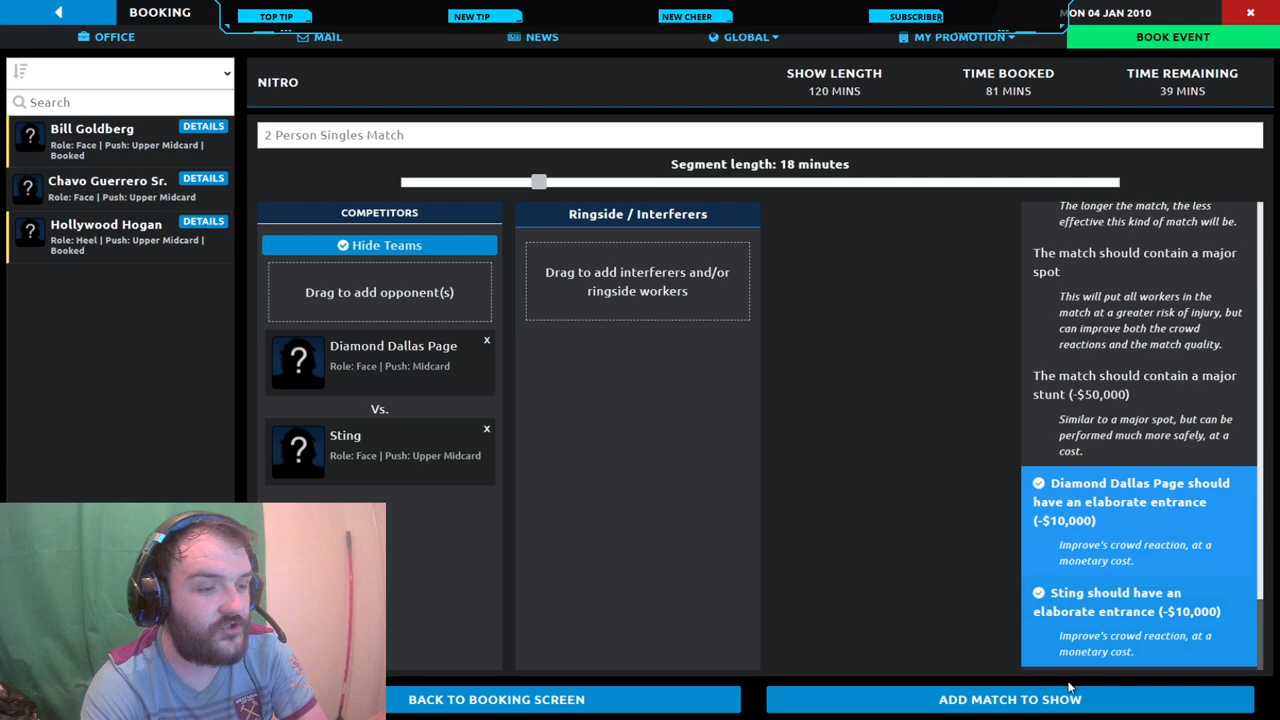 BOOKING
TOP TIP
NEW TIP
NEW CHEER
SUBSCRIBER
MON 04 JAN 2010
OFFICE
MAIL
NEWS
GLOBAL
MY PROMOTION
BOOK EVENT
Search
Bill Goldberg
DETAILS
Role: Face | Push: Upper Midcard |
Booked
Chavo Guerrero Sr.
DETAILS
Role: Face | Push: Upper Midcard
Hollywood Hogan
DETAILS
Role: Heel | Push: Upper Midcard |
Booked
NITRO
SHOW LENGTH
120 MINS
TIME BOOKED
81 MINS
TIME REMAINING
39 MINS
2 Person Singles Match
Segment length: 18 minutes
COMPETITORS
Hide Teams
Drag to add opponent(s)
Diamond Dallas Page
x
Role: Face | Push: Midcard
Vs.
Sting
x
Role: Face | Push: Upper Midcard
Ringside / Interferers
Drag to add interferers and/or
ringside workers
The longer the match, the less
effective this kind of match will be.
The match should contain a major
spot
This will put all workers in the
match at a greater risk of injury, but
can improve both the crowd
reactions and the match quality.
The match should contain a major
stunt (-$50,000)
Similar to a major spot, but can be
performed much more safely, at a
cost.
Diamond Dallas Page should
have an elaborate entrance
(-$10,000)
Improve's crowd reaction, at a
monetary cost.
Sting should have an
elaborate entrance (-$10,000)
Improve's crowd reaction, at a
monetary cost.
BACK TO BOOKING SCREEN
ADD MATCH TO SHOW